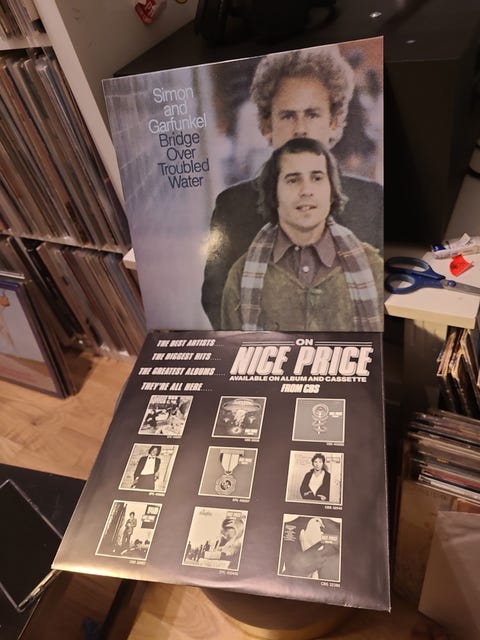 Simon
and
Garfunkel
Bridge
Over
Troubled
Water
THE BEST ARTISTS
THE BIGGEST HITS....
THE GREATEST ALBUMS....
THEY'RE ALL HERE....
ON
NICE PRICE
AVAILABLE ON ALBUM AND CASSETTE
FROM CBS